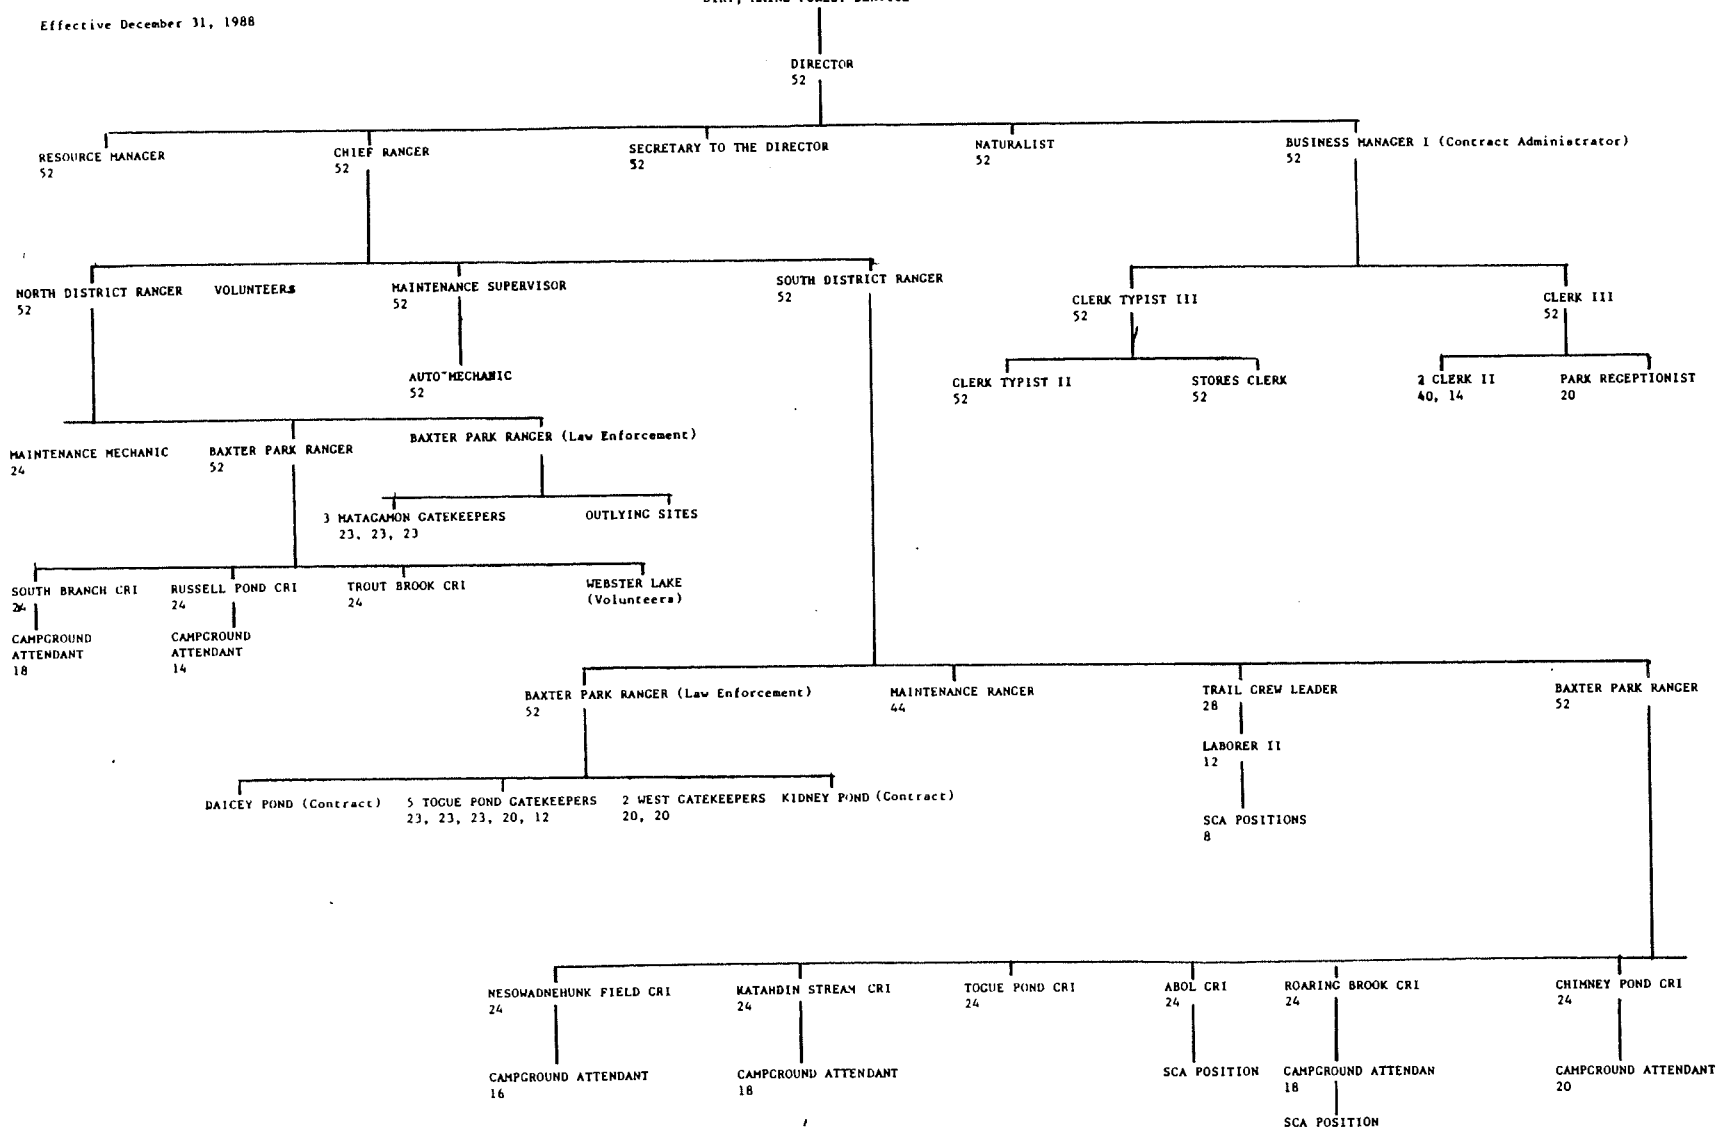 Effective December 31, 1988
DIRECTOR
52
RESOURCE MANAGER
52
CHIEF RANGER
52
SECRETARY TO THE DIRECTOR
52
NATURALIST
52
BUSINESS MANAGER I (Contract Administrator)
52
NORTH DISTRICT RANGER
52
VOLUNTEERS
MAINTENANCE SUPERVISOR
52
SOUTH DISTRICT RANGER
52
CLERK TYPIST III
52
CLERK III
52
AUTO MECHANIC
52
CLERK TYPIST II
52
STORES CLERK
52
2 CLERK II
40, 14
PARK RECEPTIONIST
20
MAINTENANCE MECHANIC
24
BAXTER PARK RANGER
52
BAXTER PARK RANGER (Law Enforcement)
3 MATAGAMON GATEKEEPERS
23, 23, 23
OUTLYING SITES
SOUTH BRANCH CRI
24
RUSSELL POND CRI
24
TROUT BROOK CRI
24
WEBSTER LAKE
(Volunteers)
CAMPGROUND
ATTENDANT
18
CAMPGROUND
ATTENDANT
14
BAXTER PARK RANGER (Law Enforcement)
52
MAINTENANCE RANGER
44
TRAIL CREW LEADER
28
BAXTER PARK RANGER
52
LABORER II
12
SCA POSITIONS
8
DAICEY POND (Contract)
5 TOGUE POND GATEKEEPERS
23, 23, 23, 20, 12
2 WEST GATEKEEPERS
20, 20
KIDNEY POND (Contract)
NESOWADNEHUNK FIELD CRI
24
KATAHDIN STREAM CRI
24
TOGUE POND CRI
24
ABOL CRI
24
ROARING BROOK CRI
24
CHIMNEY POND CRI
24
CAMPGROUND ATTENDANT
16
CAMPGROUND ATTENDANT
18
SCA POSITION
CAMPGROUND ATTENDAN
18
CAMPGROUND ATTENDANT
20
SCA POSITION